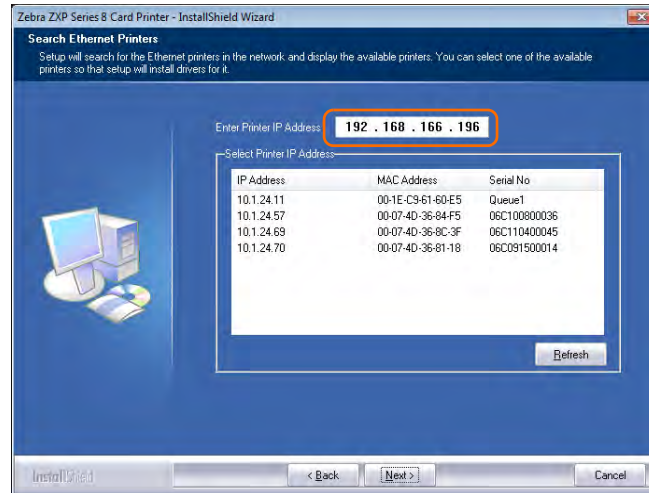 Zebra ZXP Series 8 Card Printer - InstallShield Wizard
Search Ethernet Printers
Setup will search for the Ethernet printers in the network and display the available printers. You can select one of the available
printers so that setup will install drivers for it.
Enter Printer IP Address 192 . 168 . 166 . 196
Select Printer IP Address
IP Address MAC Address Serial No
10.1.24.11 00-1E-C9-61-60-E5 Queue1
10.1.24.57 00-07-4D-36-84-F5 06C100800036
10.1.24.69 00-07-4D-36-8C-3F 06C110400045
10.1.24.70 00-07-4D-36-81-18 06C091500014
Refresh
InstallShield < Back Next > Cancel